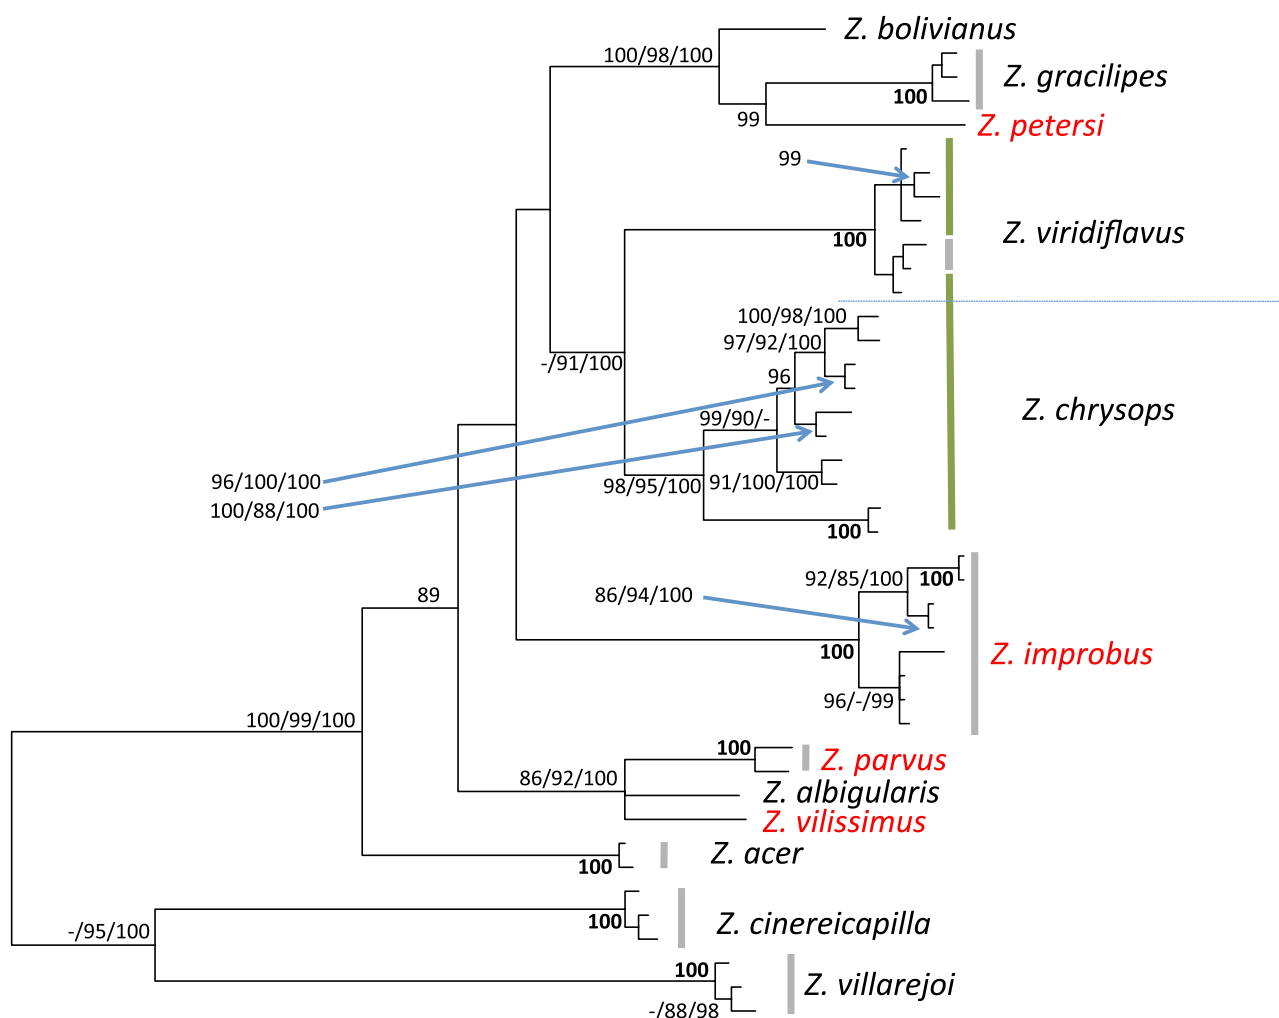 Z. bolivianus
100/98/100
Z. gracilipes
100
99
Z. petersi
99
Z. viridiflavus
100
100/98/100
97/92/100
-/91/100
96
Z. chrysops
99/90/-
96/100/100
98/95/100
91/100/100
100/88/100
100
92/85/100
100
89
86/94/100
100
Z. improbus
96/-/99
100/99/100
100
Z. parvus
86/92/100
Z. albigularis
Z. vilissimus
Z. acer
100
100
Z. cinereicapilla
-/95/100
100
Z. villarejoi
-/88/98